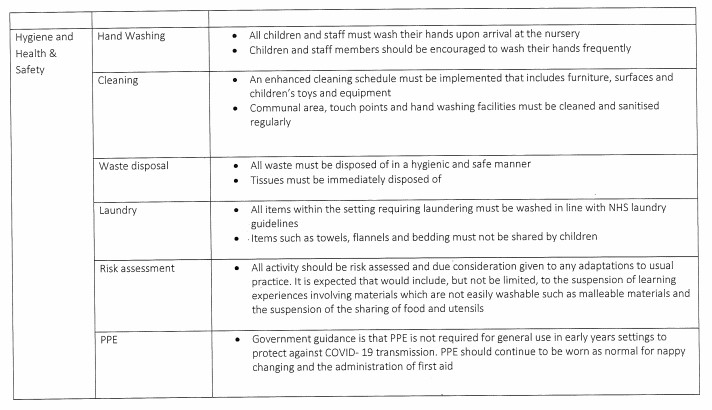 Hygiene and
Health &
Safety
Hand Washing
• All children and staff must wash their hands upon arrival at the nursery
• Children and staff members should be encouraged to wash their hands frequently
Cleaning
• An enhanced cleaning schedule must be implemented that includes furniture, surfaces and
children's toys and equipment
• Communal area, touch points and hand washing facilities must be cleaned and sanitised
regularly
Waste disposal
• All waste must be disposed of in a hygienic and safe manner
• Tissues must be immediately disposed of
Laundry
• All items within the setting requiring laundering must be washed in line with NHS laundry
guidelines
• Items such as towels, flannels and bedding must not be shared by children
Risk assessment
• All activity should be risk assessed and due consideration given to any adaptations to usual
practice. It is expected that would include, but not be limited, to the suspension of learning
experiences involving materials which are not easily washable such as malleable materials and
the suspension of the sharing of food and utensils
PPE
• Government guidance is that PPE is not required for general use in early years settings to
protect against COVID- 19 transmission. PPE should continue to be worn as normal for nappy
changing and the administration of first aid